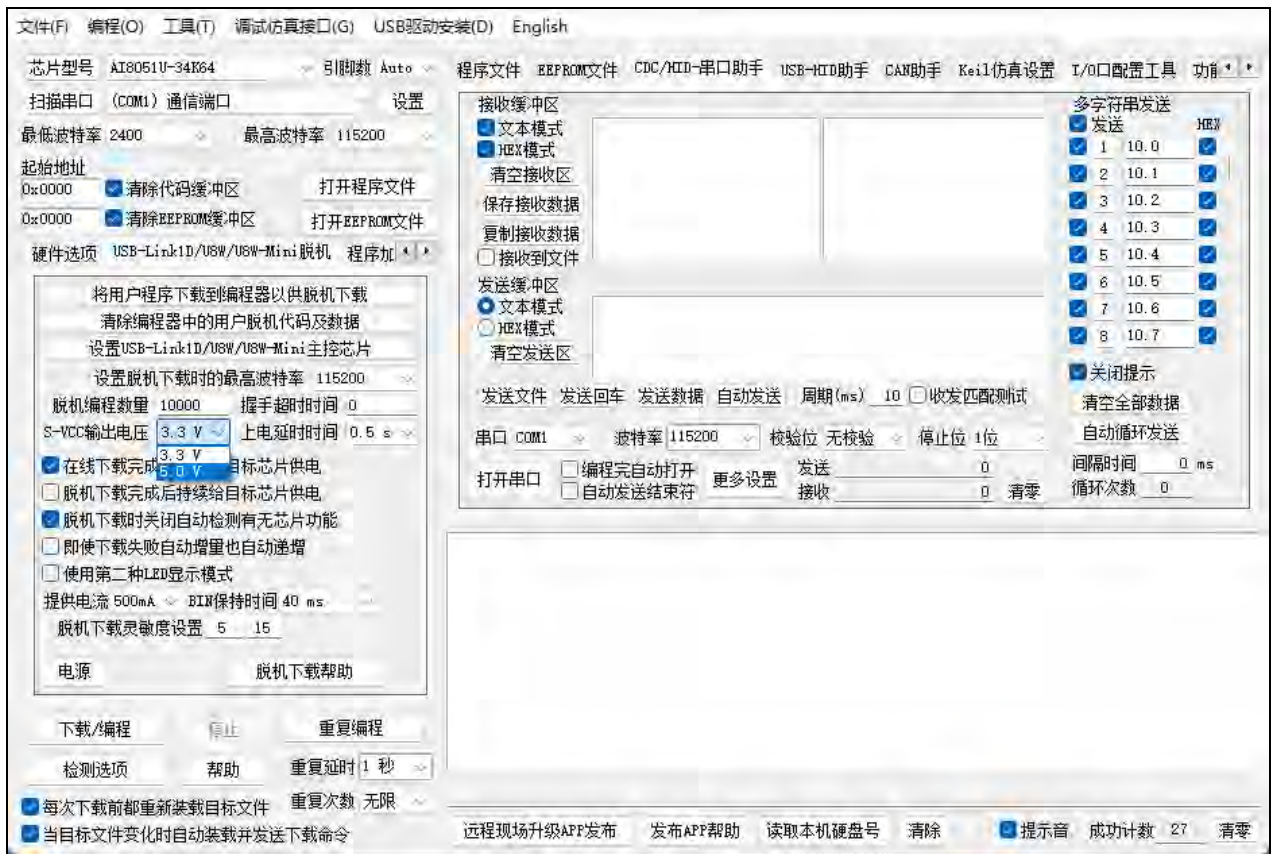 文件(F) 编程(O) 工具(T) 调试仿真接口(G) USB驱动安装(D) English
芯片型号 AI8051U-34K64 引脚数 Auto
扫描串口 (COM1) 通信端口 设置
最低波特率 2400 最高波特率 115200
起始地址
0x0000 清除代码缓冲区 打开程序文件
0x0000 清除EEPROM缓冲区 打开EEPROM文件
硬件选项 USB-Link1D/U8W/U8W-Mini脱机 程序加
将用户程序下载到编程器以供脱机下载
清除编程器中的用户脱机代码及数据
设置USB-Link1D/U8W/U8W-Mini主控芯片
设置脱机下载时的最高波特率 115200
脱机编程数量 10000 握手超时时间 0
S-VCC输出电压 3.3 V 上电延时时间 0.5 s
3.3 V
5.0 V
在线下载完成 目标芯片供电
脱机下载完成后持续给目标芯片供电
脱机下载时关闭自动检测有无芯片功能
即使下载失败自动增量也自动递增
使用第二种LED显示模式
提供电流 500mA BIN保持时间 40 ms
脱机下载灵敏度设置 5 15
电源 脱机下载帮助
下载/编程 停止 重复编程
检测选项 帮助 重复延时 1 秒
每次下载前都重新装载目标文件 重复次数 无限
当目标文件变化时自动装载并发送下载命令
程序文件 EEPROM文件 CDC/HID-串口助手 USB-HID助手 CAN助手 Keil仿真设置 I/O口配置工具
接收缓冲区
文本模式
HEX模式
清空接收区
保存接收数据
复制接收数据
接收到文件
发送缓冲区
文本模式
HEX模式
清空发送区
发送文件 发送回车 发送数据 自动发送 周期(ms) 10 收发匹配测试
串口 COM1 波特率 115200 校验位 无校验 停止位 1位
打开串口 编程完自动打开 更多设置 发送 0
自动发送结束符 接收 0 清零
多字符串发送
发送 HEX
1 10.0
2 10.1
3 10.2
4 10.3
5 10.4
6 10.5
7 10.6
8 10.7
关闭提示
清空全部数据
自动循环发送
间隔时间 0 ms
循环次数 0
远程现场升级APP发布 发布APP帮助 读取本机硬盘号 清除 提示音 成功计数 27 清零